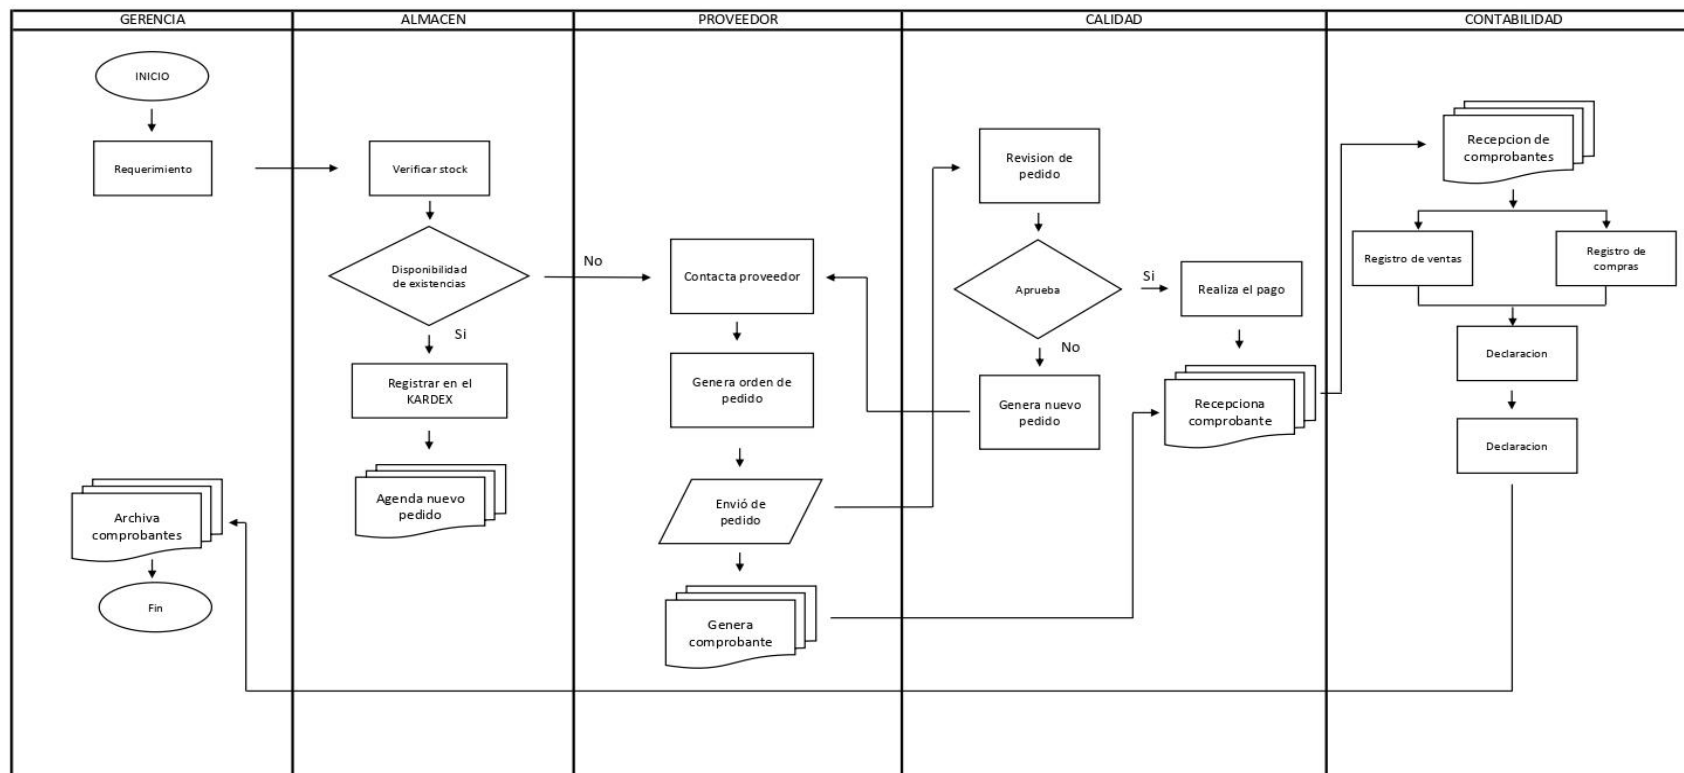 GERENCIA
ALMACEN
PROVEEDOR
CALIDAD
CONTABILIDAD
INICIO
Requerimiento
Archiva
comprobantes
Fin
Verificar stock
Disponibilidad
de existencias
No
Si
Registrar en el
KARDEX
Agenda nuevo
pedido
Contacta proveedor
Genera orden de
pedido
Envió de
pedido
Genera
comprobante
Revision de
pedido
Aprueba
Si
Realiza el pago
No
Genera nuevo
pedido
Recepciona
comprobante
Recepcion de
comprobantes
Registro de ventas
Registro de
compras
Declaracion
Declaracion